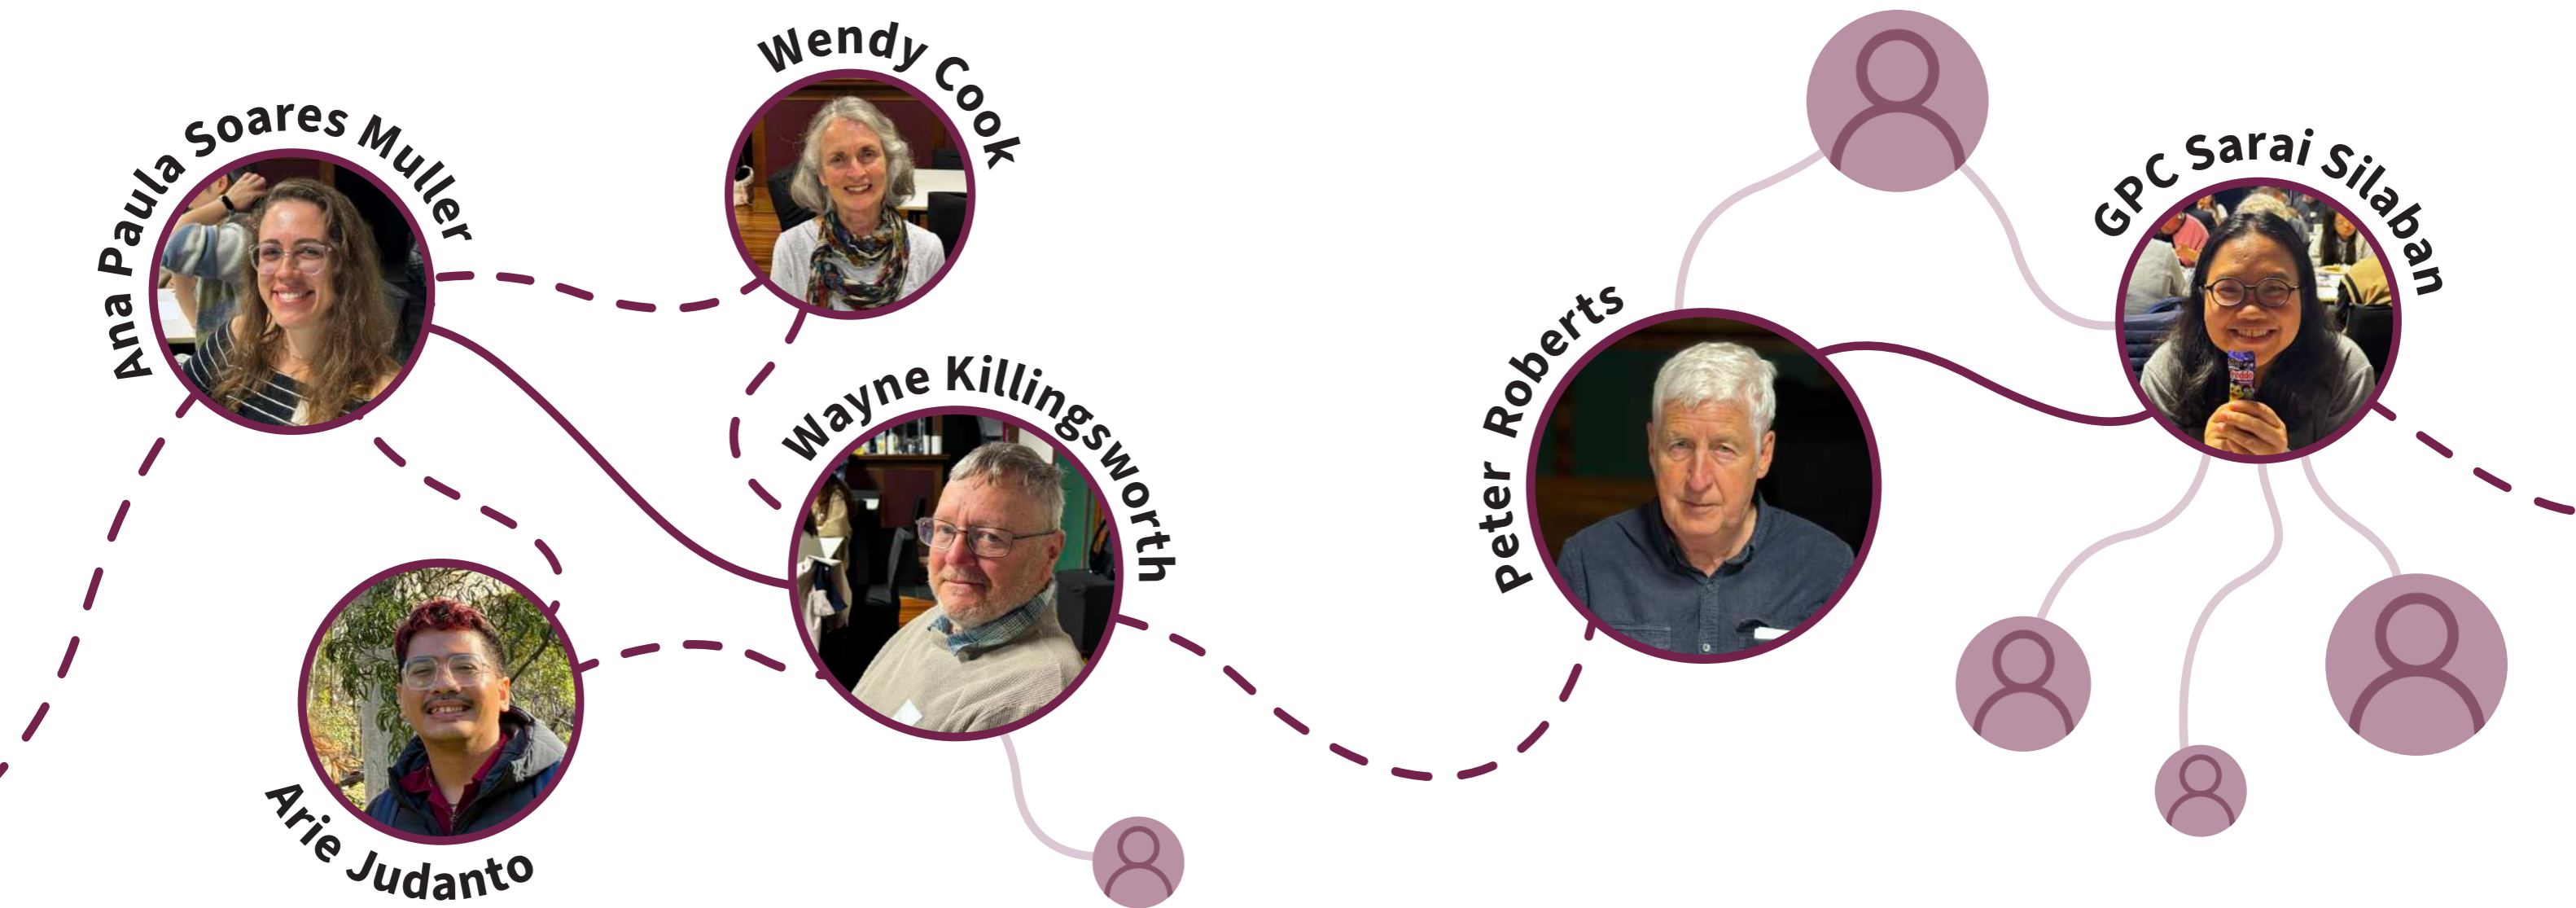 Ana Paula Soares Muller
Wendy Cook
Wayne Killingsworth
Arie Judanto
Peter Roberts
GPC Sarai Silaban